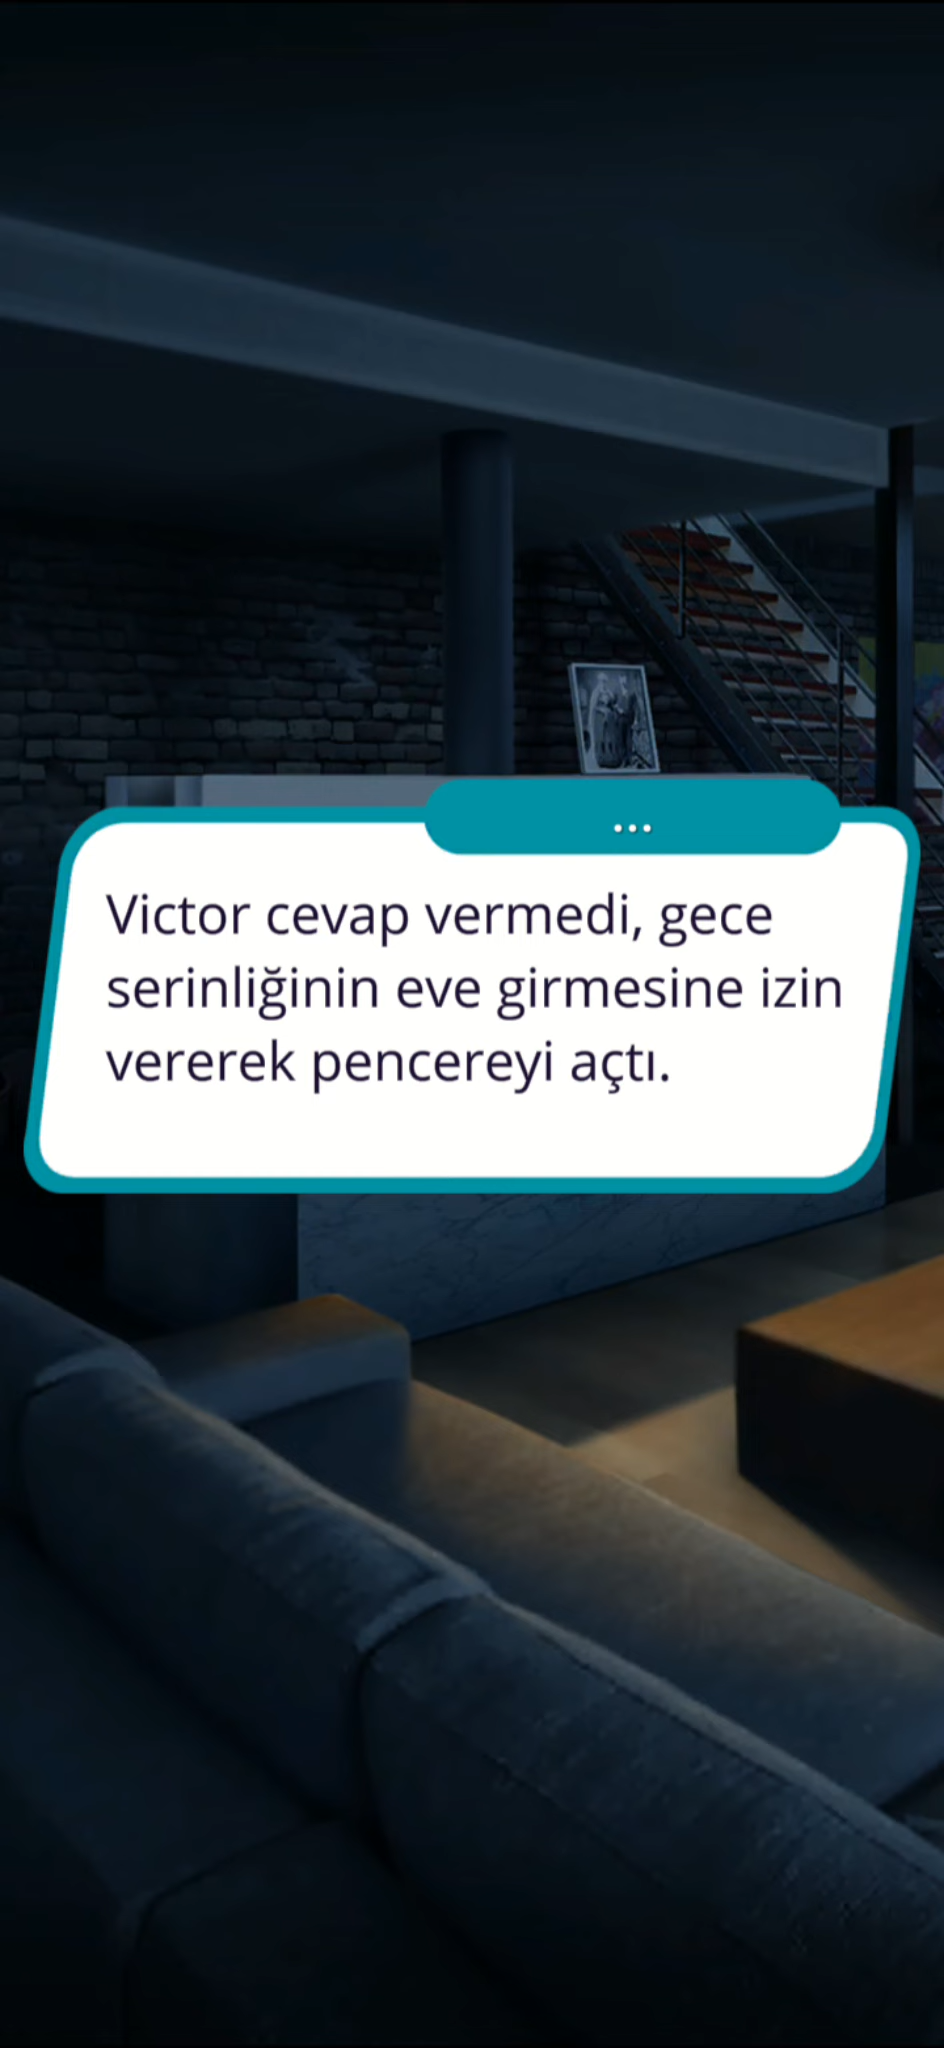 ...
Victor cevap vermedi, gece
serinliğinin eve girmesine izin
vererek pencereyi açtı.